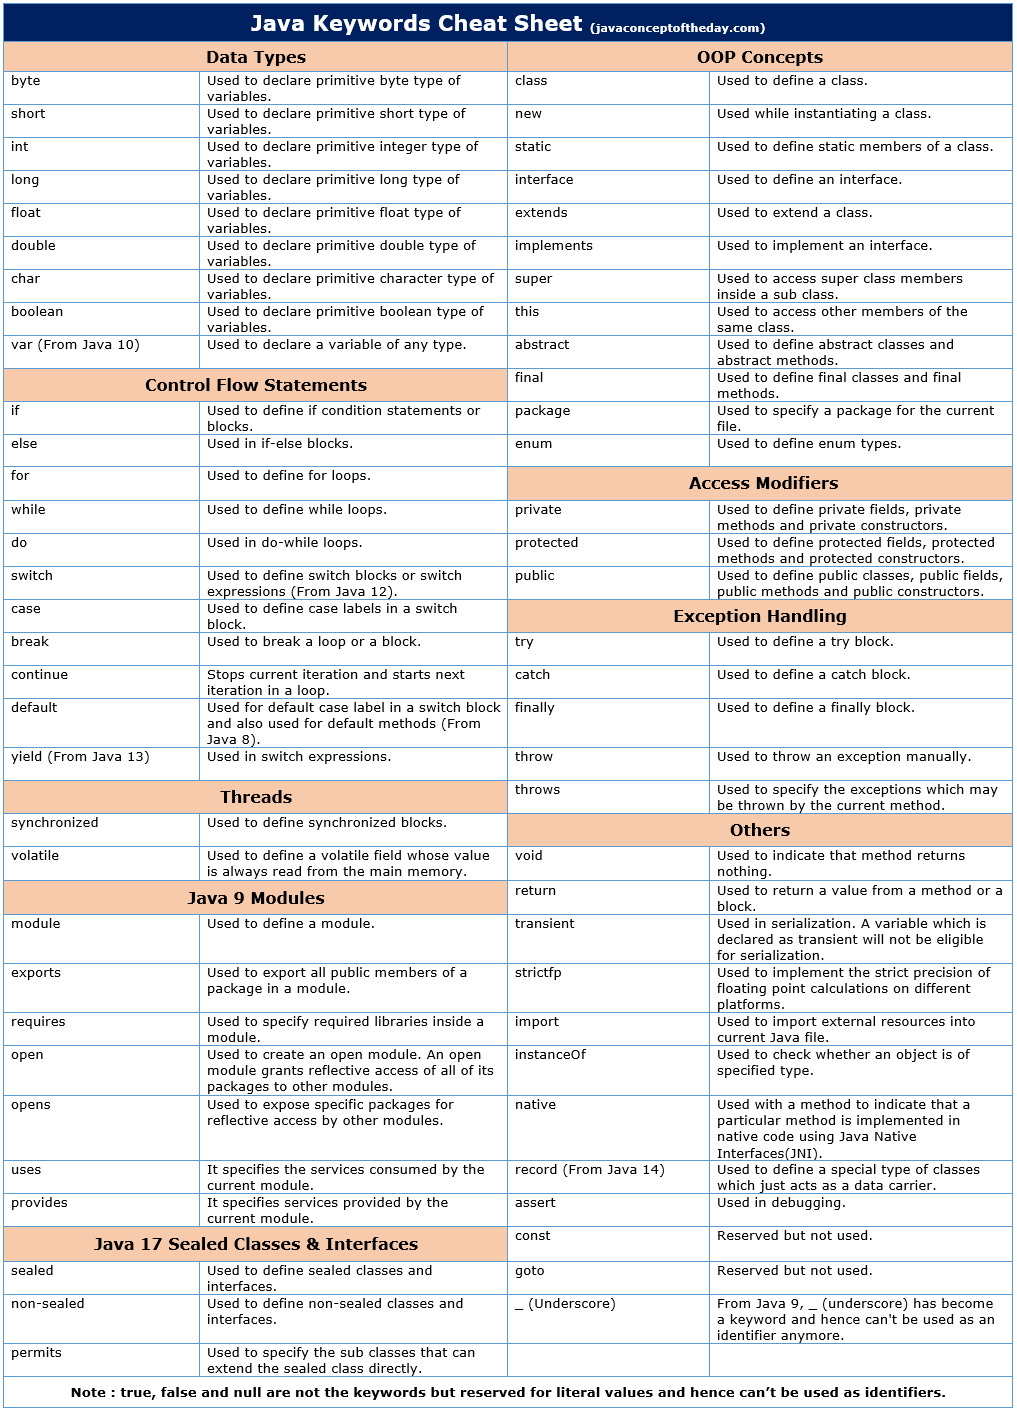 Java Keywords Cheat Sheet (javaconceptoftheday.com)
Data Types
byte
Used to declare primitive byte type of
variables.
short
Used to declare primitive short type of
variables.
int
Used to declare primitive integer type of
variables.
long
Used to declare primitive long type of
variables.
float
Used to declare primitive float type of
variables.
double
Used to declare primitive double type of
variables.
char
Used to declare primitive character type of
variables.
boolean
Used to declare primitive boolean type of
variables.
var (From Java 10)
Used to declare a variable of any type.
Control Flow Statements
if
Used to define if condition statements or
blocks.
else
Used in if-else blocks.
for
Used to define for loops.
while
Used to define while loops.
do
Used in do-while loops.
switch
Used to define switch blocks or switch
expressions (From Java 12).
case
Used to define case labels in a switch
block.
break
Used to break a loop or a block.
continue
Stops current iteration and starts next
iteration in a loop.
default
Used for default case label in a switch block
and also used for default methods (From
Java 8).
yield (From Java 13)
Used in switch expressions.
Threads
synchronized
Used to define synchronized blocks.
volatile
Used to define a volatile field whose value
is always read from the main memory.
Java 9 Modules
module
Used to define a module.
exports
Used to export all public members of a
package in a module.
requires
Used to specify required libraries inside a
module.
open
Used to create an open module. An open
module grants reflective access of all of its
packages to other modules.
opens
Used to expose specific packages for
reflective access by other modules.
uses
It specifies the services consumed by the
current module.
provides
It specifies services provided by the
current module.
Java 17 Sealed Classes & Interfaces
sealed
Used to define sealed classes and
interfaces.
non-sealed
Used to define non-sealed classes and
interfaces.
permits
Used to specify the sub classes that can
extend the sealed class directly.
OOP Concepts
class
Used to define a class.
new
Used while instantiating a class.
static
Used to define static members of a class.
interface
Used to define an interface.
extends
Used to extend a class.
implements
Used to implement an interface.
super
Used to access super class members
inside a sub class.
this
Used to access other members of the
same class.
abstract
Used to define abstract classes and
abstract methods.
final
Used to define final classes and final
methods.
package
Used to specify a package for the current
file.
enum
Used to define enum types.
Access Modifiers
private
Used to define private fields, private
methods and private constructors.
protected
Used to define protected fields, protected
methods and protected constructors.
public
Used to define public classes, public fields,
public methods and public constructors.
Exception Handling
try
Used to define a try block.
catch
Used to define a catch block.
finally
Used to define a finally block.
throw
Used to throw an exception manually.
throws
Used to specify the exceptions which may
be thrown by the current method.
Others
void
Used to indicate that method returns
nothing.
return
Used to return a value from a method or a
block.
transient
Used in serialization. A variable which is
declared as transient will not be eligible
for serialization.
strictfp
Used to implement the strict precision of
floating point calculations on different
platforms.
import
Used to import external resources into
current Java file.
instanceOf
Used to check whether an object is of
specified type.
native
Used with a method to indicate that a
particular method is implemented in
native code using Java Native
Interfaces(JNI).
record (From Java 14)
Used to define a special type of classes
which just acts as a data carrier.
assert
Used in debugging.
const
Reserved but not used.
goto
Reserved but not used.
_ (Underscore)
From Java 9, _ (underscore) has become
a keyword and hence can't be used as an
identifier anymore.
Note : true, false and null are not the keywords but reserved for literal values and hence can’t be used as identifiers.